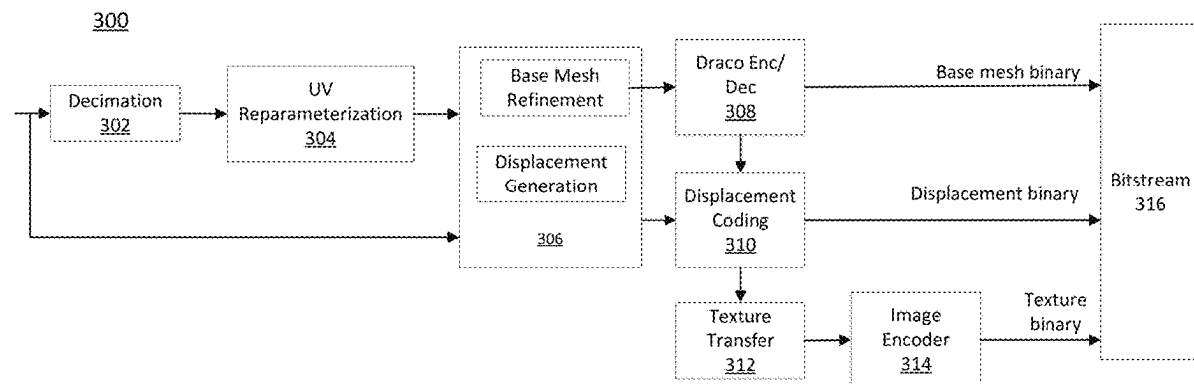 300
Decimation
302
UV
Reparameterization
304
Base Mesh
Refinement
Displacement
Generation
306
Draco Enc/
Dec
308
Displacement
Coding
310
Texture
Transfer
312
Image
Encoder
314
Base mesh binary
Displacement binary
Texture
binary
Bitstream
316